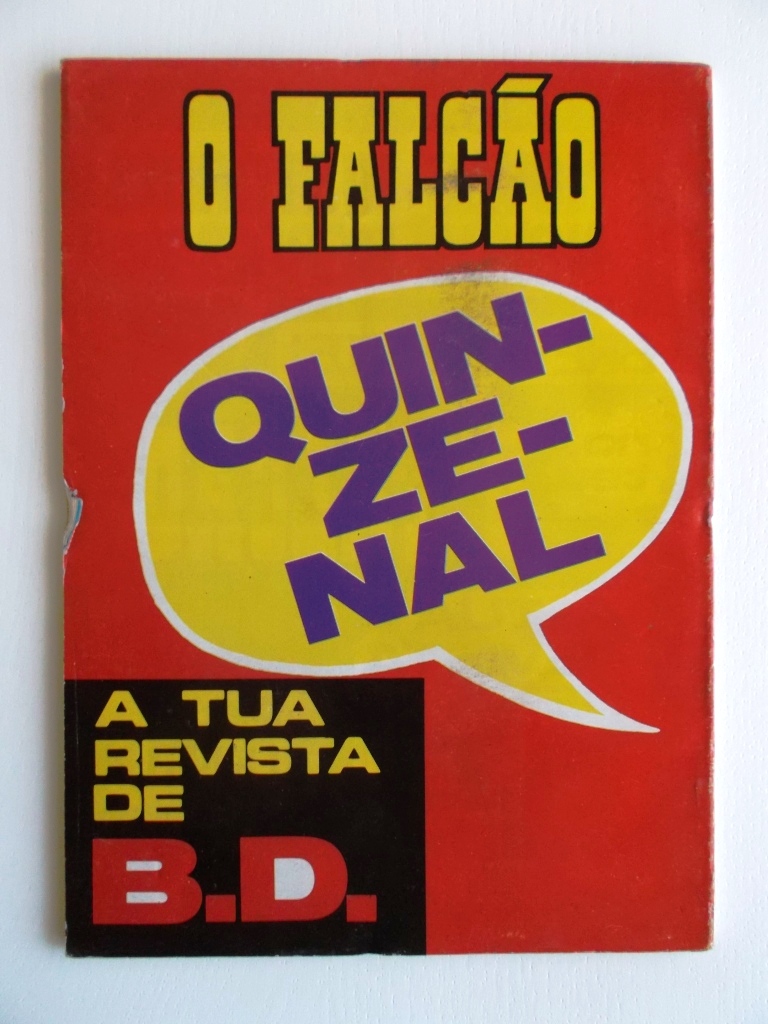 O FALCÃO
QUIN-
ZE-
NAL
A TUA
REVISTA
DE
B.D.